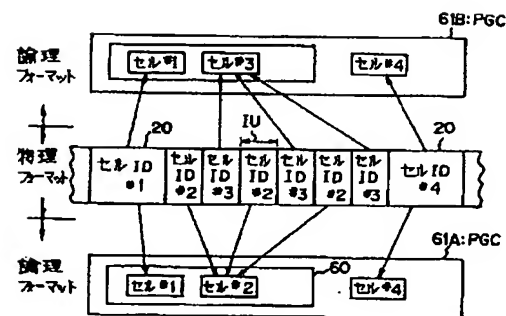 61B:PGC
論理
フォーマット
セル#1
セル#3
セル#4
20
IU
20
物理
フォーマット
セル ID #1
セル ID #2
セル ID #3
セル ID #2
セル ID #3
セル ID #2
セル ID #3
セル ID #4
61A:PGC
論理
フォーマット
60
セル#1
セル#2
セル#4